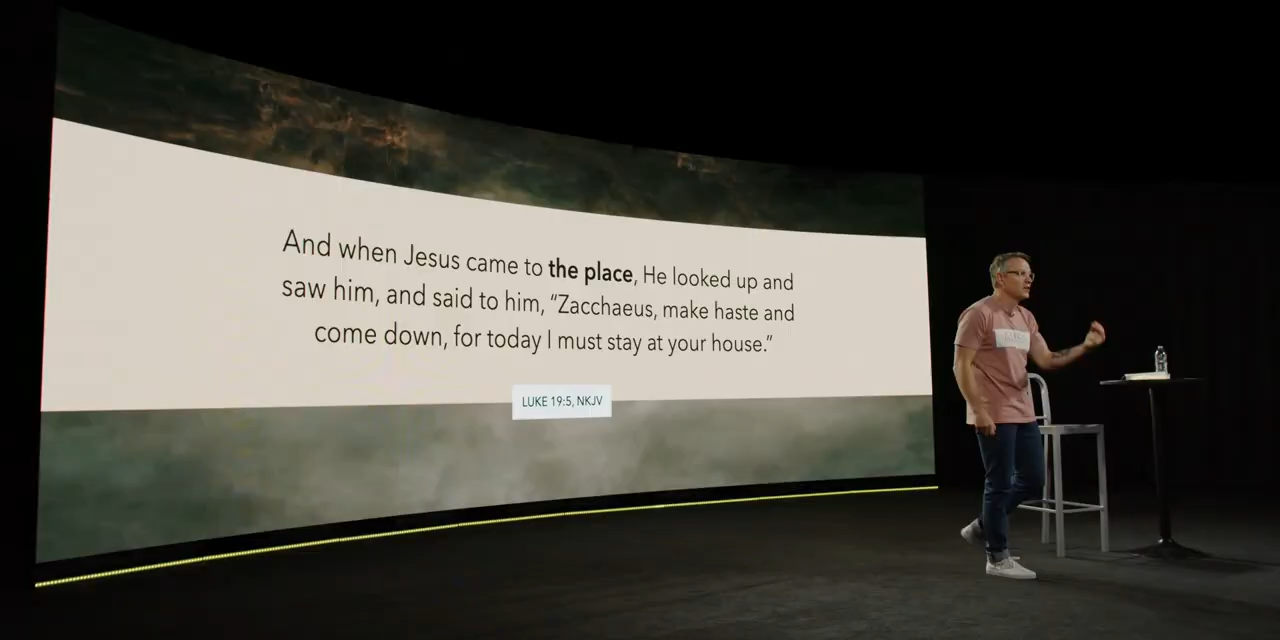 And when Jesus came to the place, He looked up and
saw him, and said to him, “Zacchaeus, make haste and
come down, for today I must stay at your house.”
LUKE 19:5, NKJV